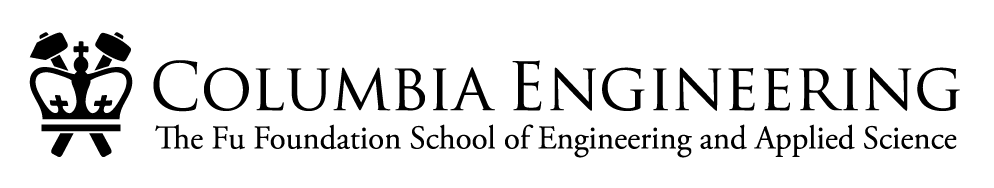 COLUMBIA ENGINEERING
The Fu Foundation School of Engineering and Applied Science